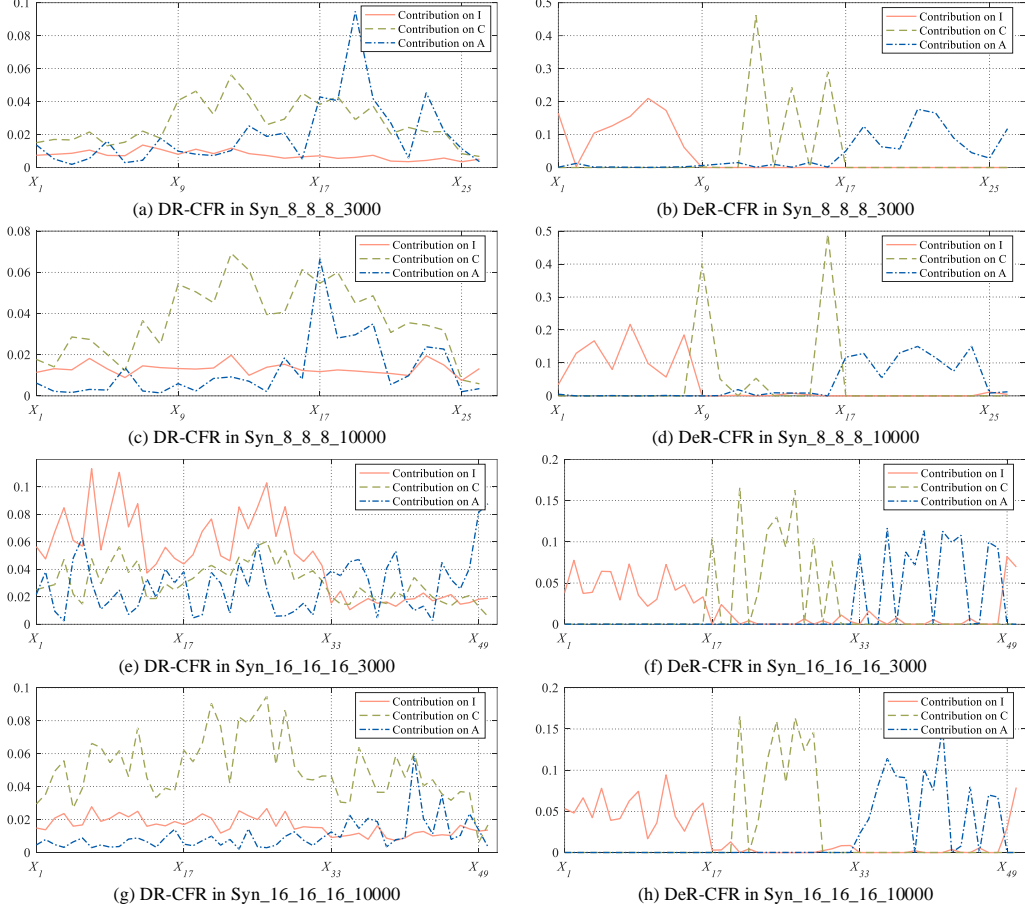 0.1
0.08
0.06
0.04
0.02
0
Contribution on I
Contribution on C
Contribution on A
X1 X9 X17 X25
(a) DR-CFR in Syn_8_8_8_3000
0.5
0.4
0.3
0.2
0.1
0
Contribution on I
Contribution on C
Contribution on A
X1 X9 X17 X25
(b) DeR-CFR in Syn_8_8_8_3000
0.08
0.06
0.04
0.02
0
Contribution on I
Contribution on C
Contribution on A
X1 X9 X17 X25
(c) DR-CFR in Syn_8_8_8_10000
0.5
0.4
0.3
0.2
0.1
0
Contribution on I
Contribution on C
Contribution on A
X1 X9 X17 X25
(d) DeR-CFR in Syn_8_8_8_10000
0.1
0.08
0.06
0.04
0.02
0
Contribution on I
Contribution on C
Contribution on A
X1 X17 X33 X49
(e) DR-CFR in Syn_16_16_16_3000
0.2
0.15
0.1
0.05
0
Contribution on I
Contribution on C
Contribution on A
X1 X17 X33 X49
(f) DeR-CFR in Syn_16_16_16_3000
0.1
0.08
0.06
0.04
0.02
0
Contribution on I
Contribution on C
Contribution on A
X1 X17 X33 X49
(g) DR-CFR in Syn_16_16_16_10000
0.2
0.15
0.1
0.05
0
Contribution on I
Contribution on C
Contribution on A
X1 X17 X33 X49
(h) DeR-CFR in Syn_16_16_16_10000